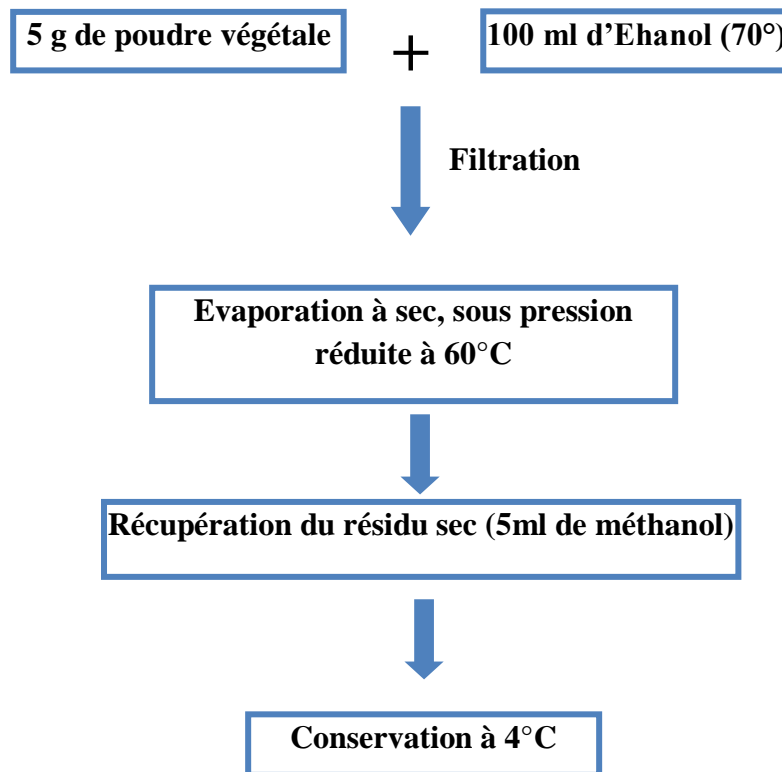 5 g de poudre végétale
+
100 ml d’Ehanol (70°)
Filtration
Evaporation à sec, sous pression
réduite à 60°C
Récupération du résidu sec (5ml de méthanol)
Conservation à 4°C